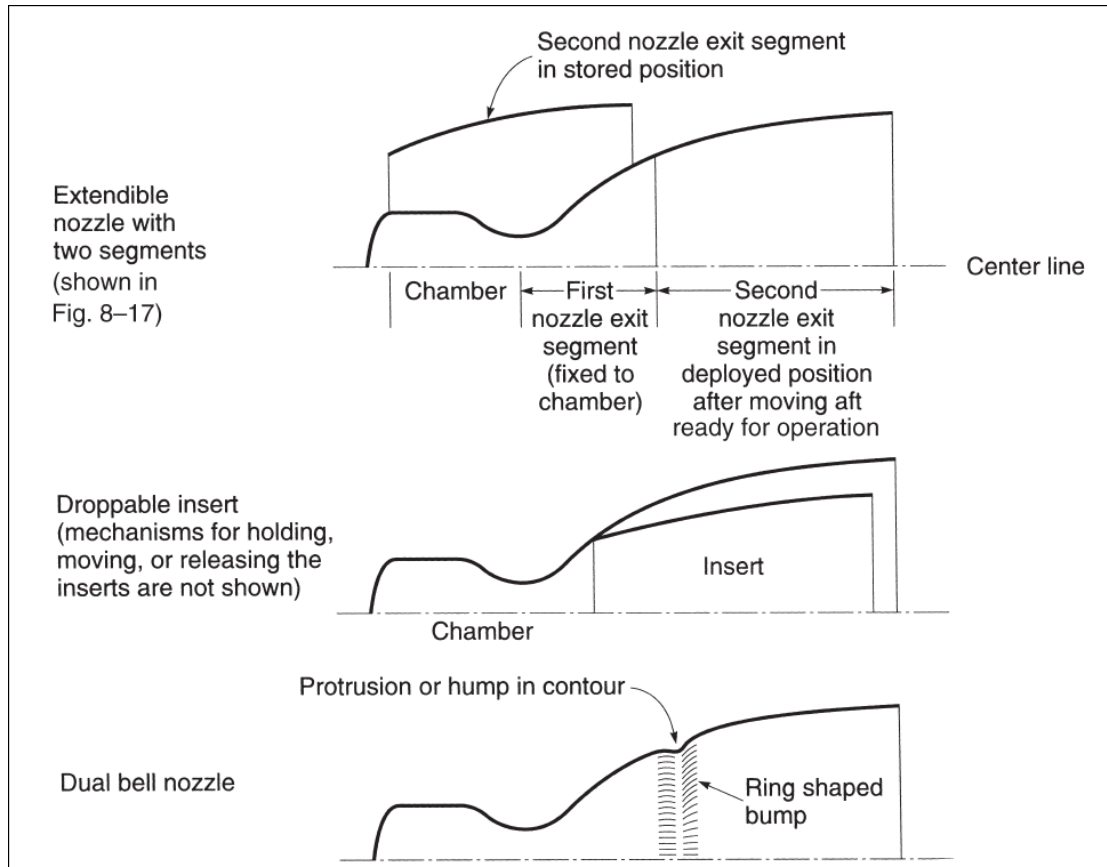 Second nozzle exit segment
in stored position
Extendible
nozzle with
two segments
(shown in
Fig. 8–17)
Center line
Chamber
First
nozzle exit
segment
(fixed to
chamber)
Second
nozzle exit
segment in
deployed position
after moving aft
ready for operation
Droppable insert
(mechanisms for holding,
moving, or releasing the
inserts are not shown)
Insert
Chamber
Protrusion or hump in contour
Dual bell nozzle
Ring shaped
bump